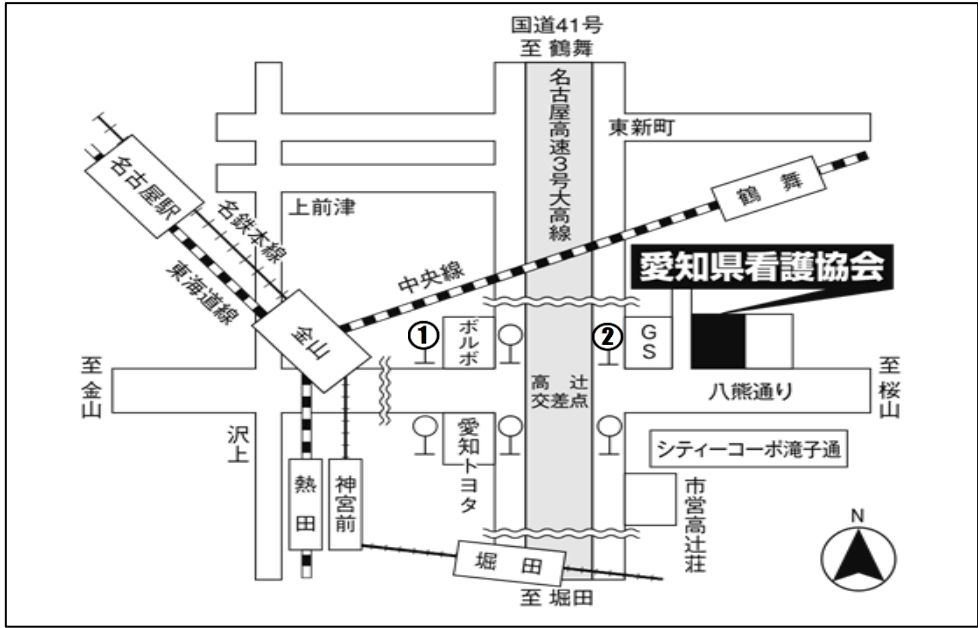 国道41号
至 鶴舞
名古屋高速3号大高線
東新町
名古屋駅
上前津
名鉄本線
東海道線
鶴舞
中央線
愛知県看護協会
金山
①
ボルボ
②
GS
至金山
高辻
交差点
八熊通り
至桜山
沢上
愛知トヨタ
シティーコーポ滝子通
熱田
神宮前
市営高辻荘
N
堀田
至 堀田